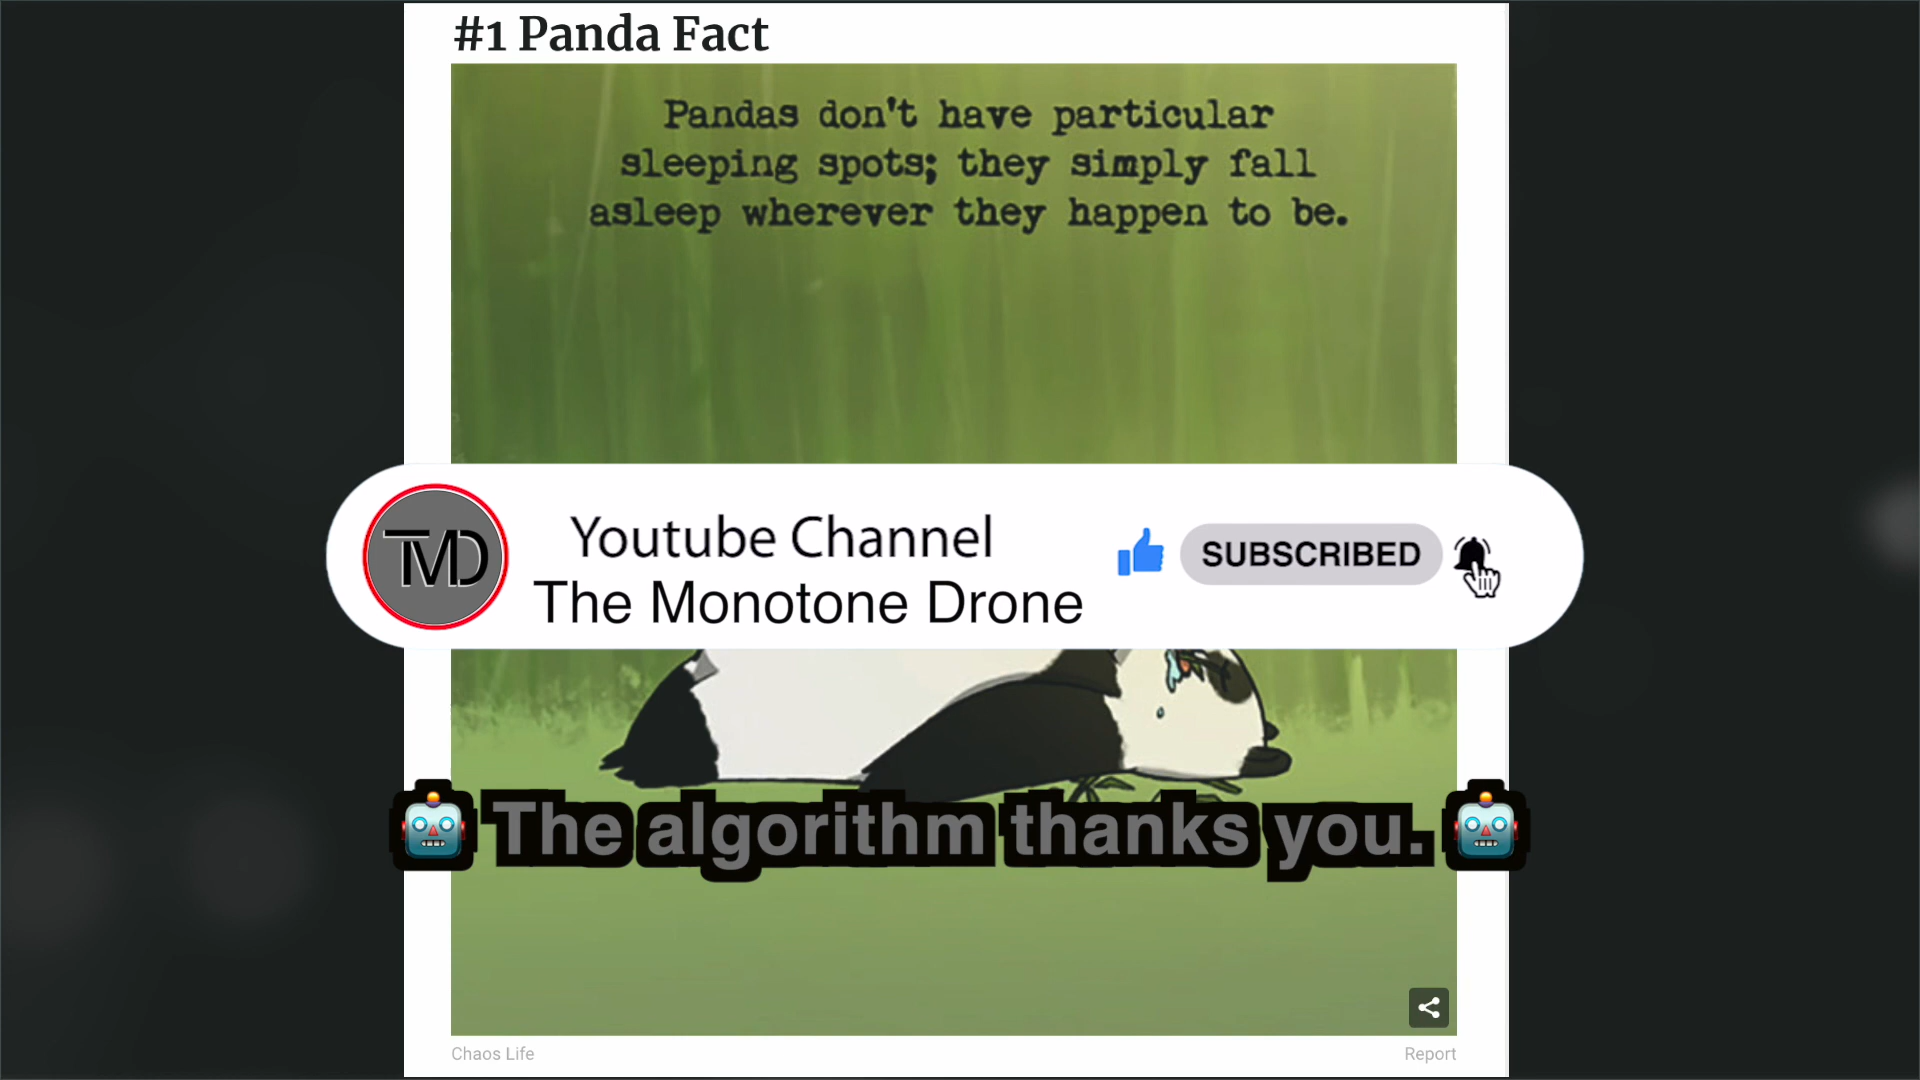 #1 Panda Fact
Pandas don't have particular
sleeping spots; they simply fall
asleep wherever they happen to be.
TMD
Youtube Channel
The Monotone Drone
SUBSCRIBED
🤖 The algorithm thanks you. 🤖
Chaos Life
Report